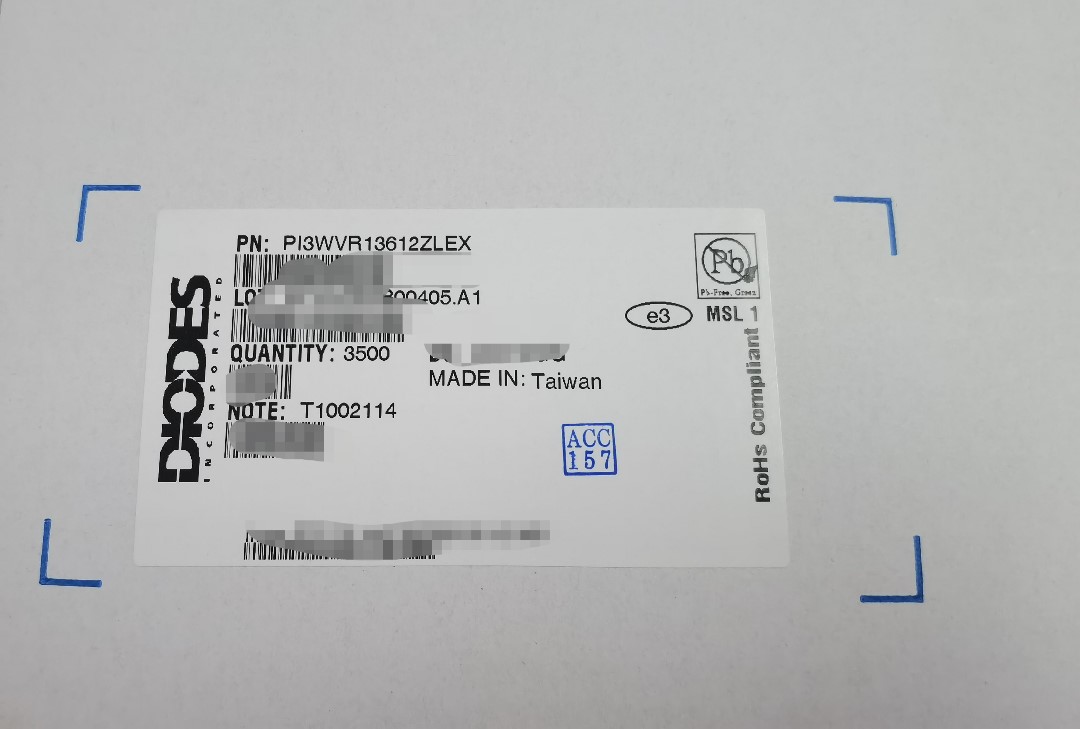 PN: PI3WVR13612ZLEX
00405.A1
QUANTITY: 3500
MADE IN: Taiwan
NOTE: T1002114
DIODES
INCORPORATED
Pb
Pb-Free, Green
e3
MSL 1
RoHs Compliant
ACC
157